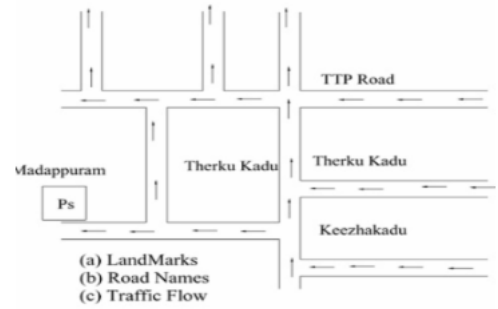 TTP Road
Madappuram
Therku Kadu
Therku Kadu
Ps
Keezhakadu
(a) LandMarks
(b) Road Names
(c) Traffic Flow